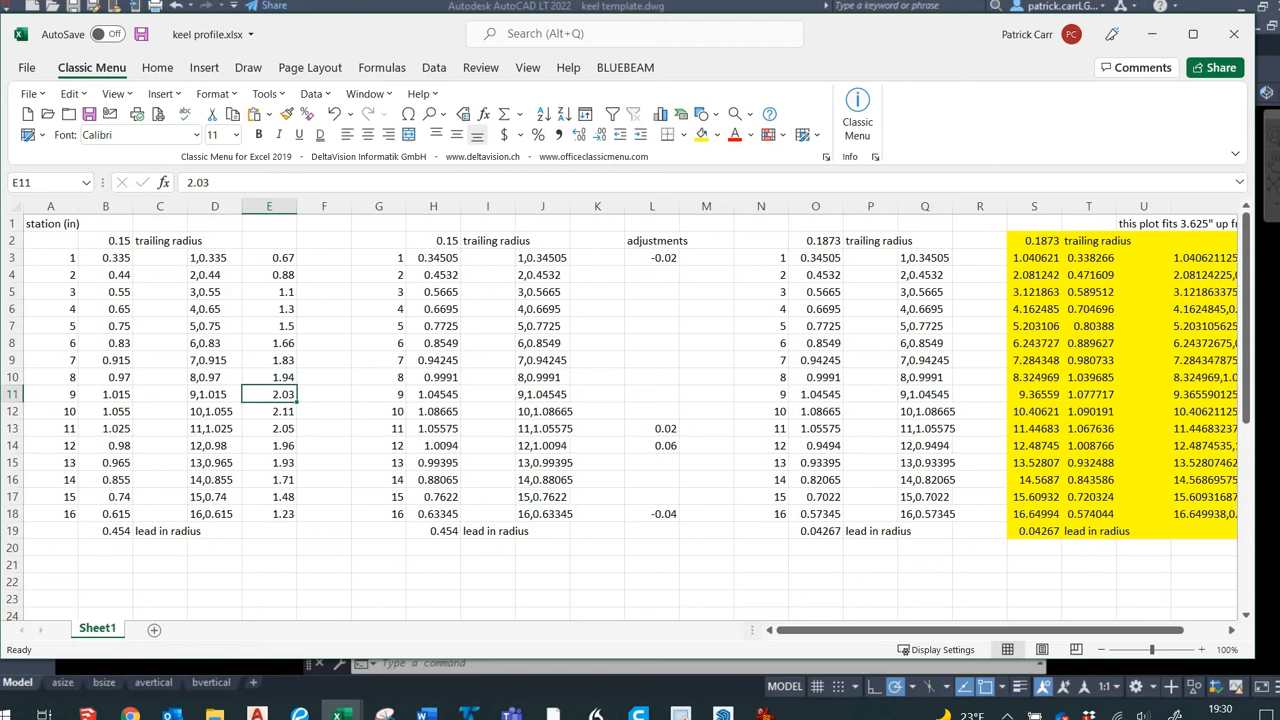 Share
Autodesk AutoCAD LT 2022 keel template.dwg
Type a keyword or phrase
patrick.carrLG...
AutoSave Off
keel profile.xlsx
Search (Alt+Q)
Patrick Carr PC
File Classic Menu Home Insert Draw Page Layout Formulas Data Review View Help BLUEBEAM
Comments Share
File Edit View Insert Format Tools Data Window Help
Font: Calibri 11 B I U D $ %
Classic Menu
Classic Menu for Excel 2019 - DeltaVision Informatik GmbH - www.deltavision.ch - www.officeclassicmenu.com
Info
E11 fx 2.03
A B C D E F G H I J K L M N O P Q R S T U
1 station (in) this plot fits 3.625" up fr
2 0.15 trailing radius 0.15 trailing radius adjustments 0.1873 trailing radius 0.1873 trailing radius
3 1 0.335 1,0.335 0.67 1 0.34505 1,0.34505 -0.02 1 0.34505 1,0.34505 1.040621 0.338266 1.040621125
4 2 0.44 2,0.44 0.88 2 0.4532 2,0.4532 2 0.4532 2,0.4532 2.081242 0.471609 2.08124225,0
5 3 0.55 3,0.55 1.1 3 0.5665 3,0.5665 3 0.5665 3,0.5665 3.121863 0.589512 3.121863375
6 4 0.65 4,0.65 1.3 4 0.6695 4,0.6695 4 0.6695 4,0.6695 4.162485 0.704696 4.1624845,0
7 5 0.75 5,0.75 1.5 5 0.7725 5,0.7725 5 0.7725 5,0.7725 5.203106 0.80388 5.203105625
8 6 0.83 6,0.83 1.66 6 0.8549 6,0.8549 6 0.8549 6,0.8549 6.243727 0.889627 6.24372675,
9 7 0.915 7,0.915 1.83 7 0.94245 7,0.94245 7 0.94245 7,0.94245 7.284348 0.980733 7.284347875
10 8 0.97 8,0.97 1.94 8 0.9991 8,0.9991 8 0.9991 8,0.9991 8.324969 1.039685 8.324969,1.0
11 9 1.015 9,1.015 2.03 9 1.04545 9,1.04545 9 1.04545 9,1.04545 9.36559 1.077717 9.365590125
12 10 1.055 10,1.055 2.11 10 1.08665 10,1.08665 10 1.08665 10,1.08665 10.40621 1.090191 10.40621125
13 11 1.025 11,1.025 2.05 11 1.05575 11,1.05575 0.02 11 1.05575 11,1.05575 11.44683 1.067636 11.44683237
14 12 0.98 12,0.98 1.96 12 1.0094 12,1.0094 0.06 12 0.9494 12,0.9494 12.48745 1.008766 12.4874535,
15 13 0.965 13,0.965 1.93 13 0.99395 13,0.99395 13 0.93395 13,0.93395 13.52807 0.932488 13.52807462
16 14 0.855 14,0.855 1.71 14 0.88065 14,0.88065 14 0.82065 14,0.82065 14.5687 0.843586 14.56869575
17 15 0.74 15,0.74 1.48 15 0.7622 15,0.7622 15 0.7022 15,0.7022 15.60932 0.720324 15.60931687
18 16 0.615 16,0.615 1.23 16 0.63345 16,0.63345 -0.04 16 0.57345 16,0.57345 16.64994 0.574044 16.649938,0.
19 0.454 lead in radius 0.454 lead in radius 0.04267 lead in radius 0.04267 lead in radius
20
21
22
23
24
Sheet1
Ready Display Settings 100%
Type a command
Model asize bsize avertical bvertical
MODEL 1:1
23°F 19:30